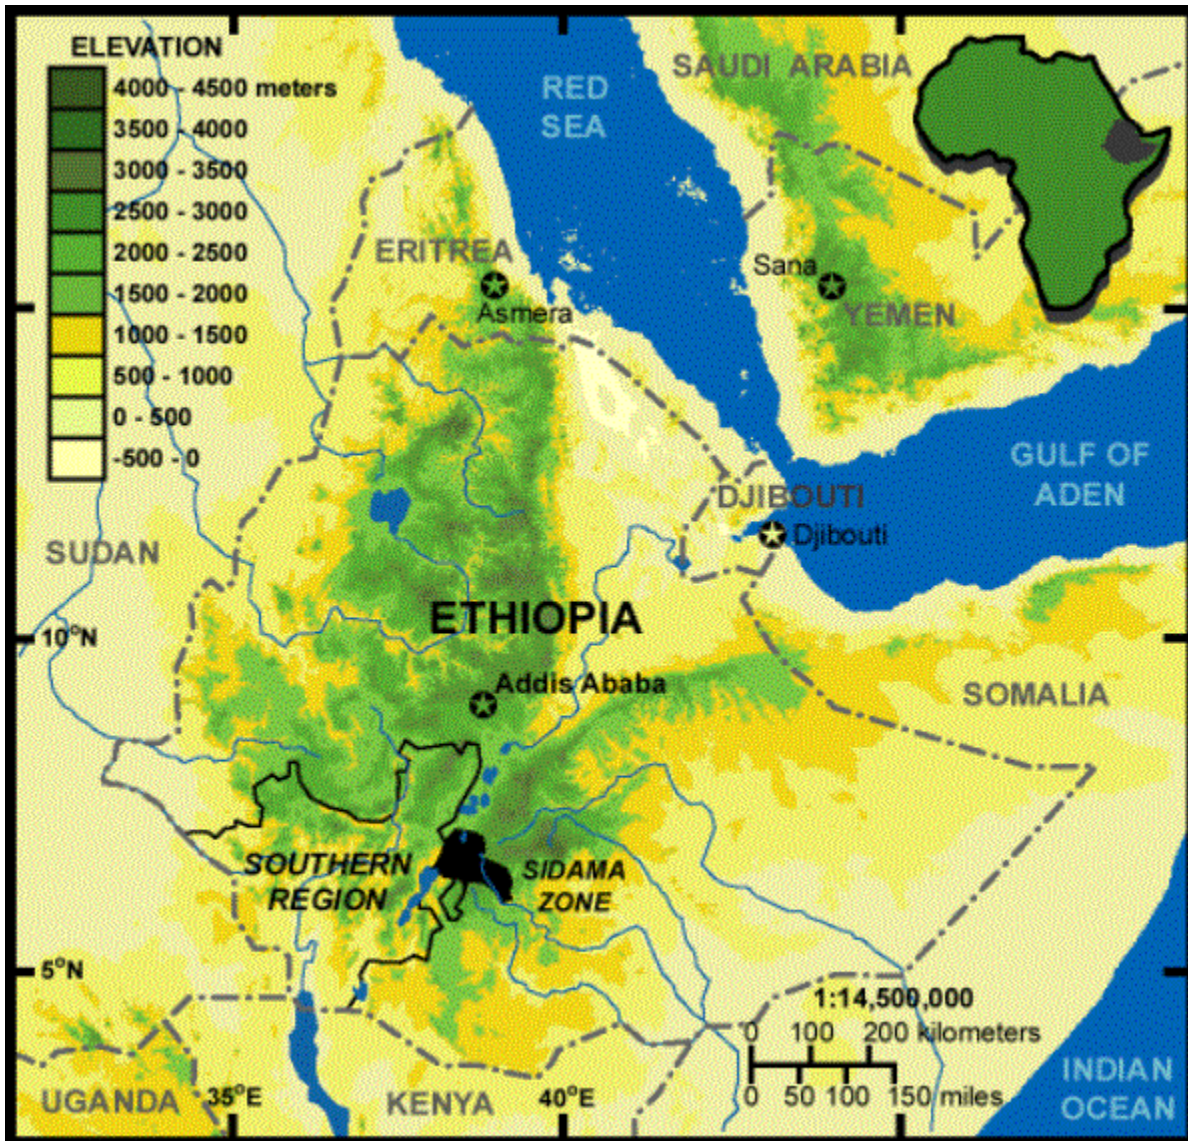 ELEVATION
4000 - 4500 meters
3500 - 4000
3000 - 3500
2500 - 3000
2000 - 2500
1500 - 2000
1000 - 1500
500 - 1000
0 - 500
-500 - 0
RED
SEA
SAUDI ARABIA
ERITREA
Asmera
Sana
YEMEN
GULF OF
ADEN
DJIBOUTI
Djibouti
SUDAN
ETHIOPIA
10°N
Addis Ababa
SOMALIA
SOUTHERN
REGION
SIDAMA
ZONE
5°N
1:14,500,000
0 100 200 kilometers
0 50 100 150 miles
UGANDA
35°E
KENYA
40°E
INDIAN
OCEAN